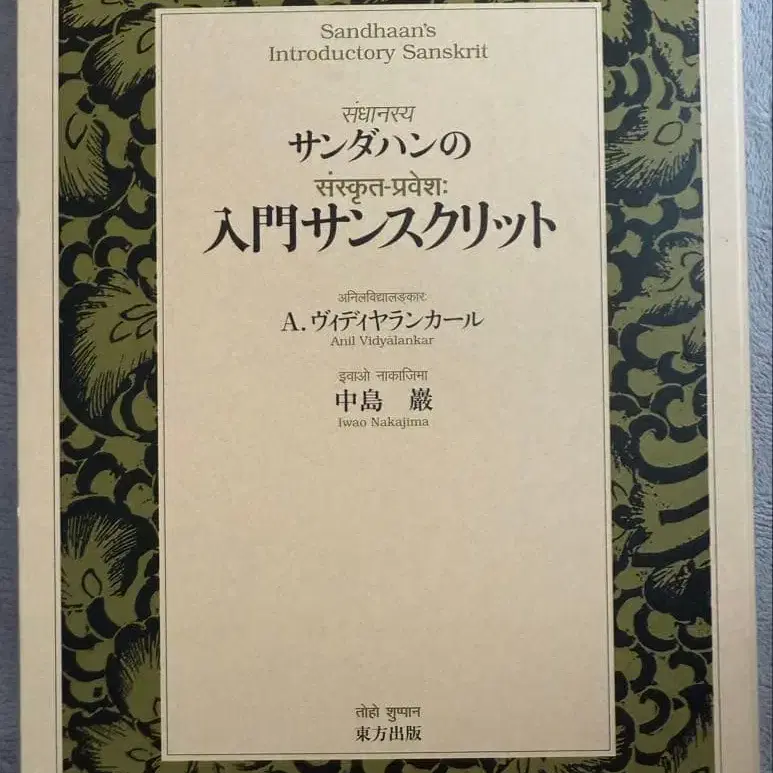 Sandhaan's
Introductory Sanskrit
संधानस्य
サンダハンの
संस्कृत-प्रवेशः
入門サンスクリット
अनिलविद्यालङ्कारः
A.ヴィディヤランカール
Anil Vidyālankar
इवाओ नाकाजिमा
中島 巖
Iwao Nakajima
तोहो शुप्पान
東方出版